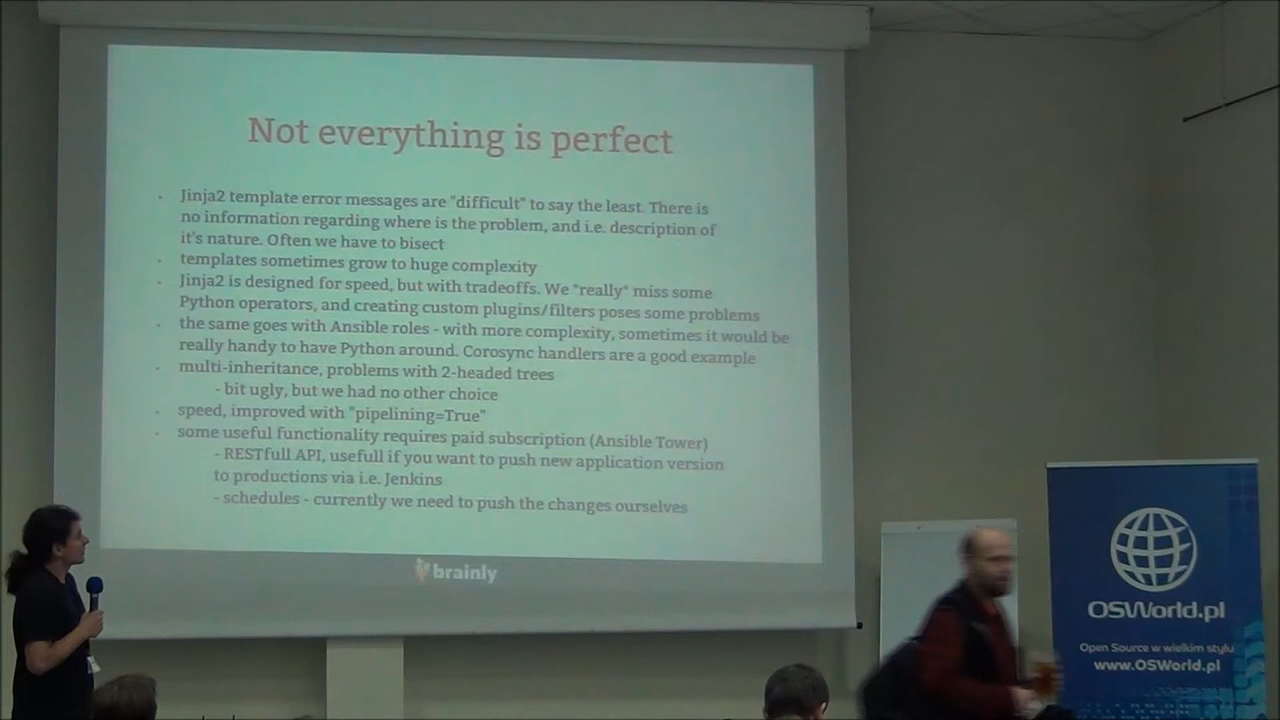 Not everything is perfect
Jinja2 template error messages are "difficult" to say the least. There is
no information regarding where is the problem, and i.e. description of
it's nature. Often we have to bisect
templates sometimes grow to huge complexity
Jinja2 is designed for speed, but with tradeoffs. We *really* miss some
Python operators, and creating custom plugins/filters poses some problems
the same goes with Ansible roles - with more complexity, sometimes it would be
really handy to have Python around. Corosync handlers are a good example
multi-inheritance, problems with 2-headed trees
- bit ugly, but we had no other choice
speed, improved with "pipelining=True"
some useful functionality requires paid subscription (Ansible Tower)
- RESTfull API, usefull if you want to push new application version
to productions via i.e. Jenkins
- schedules - currently we need to push the changes ourselves
brainly
OSWorld.pl
Open Source w wielkim stylu
www.OSWorld.pl